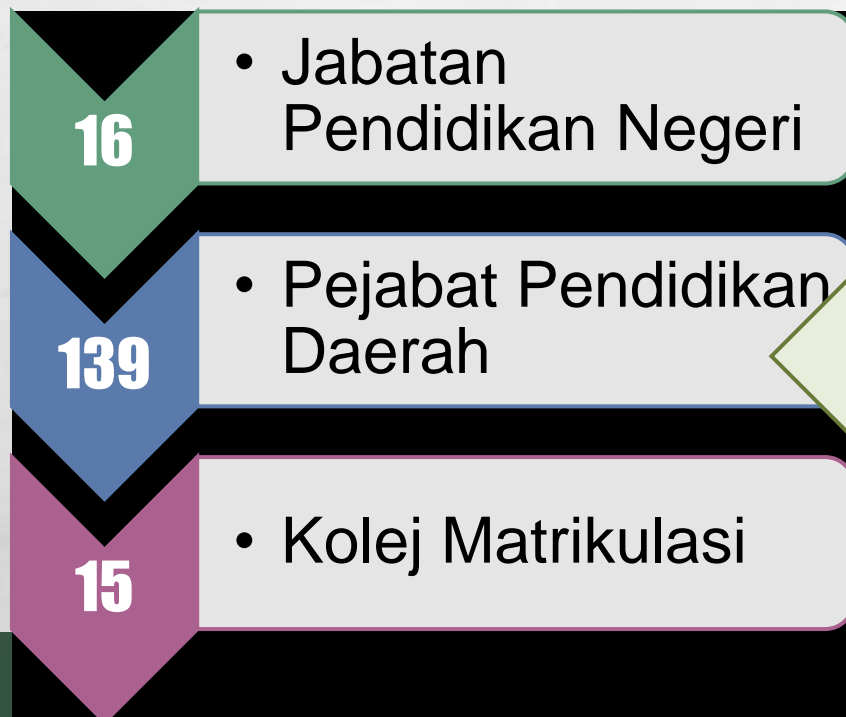 16
• Jabatan
Pendidikan Negeri
139
• Pejabat Pendidikan
Daerah
15
• Kolej Matrikulasi